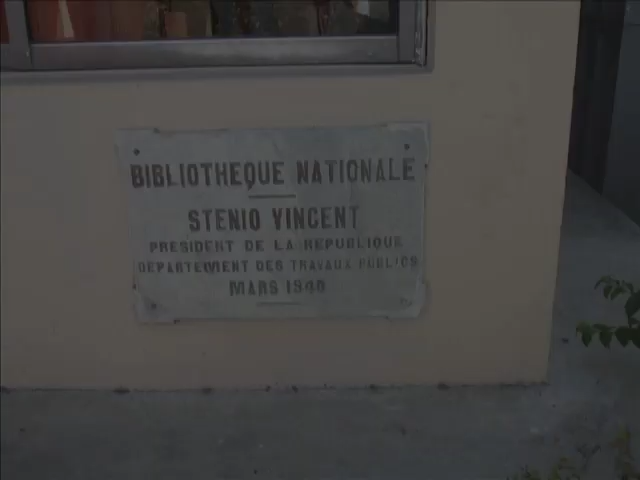 BIBLIOTHEQUE NATIONALE
STENIO VINCENT
PRESIDENT DE LA REPUBLIQUE
DEPARTEMENT DES TRAVAUX PUBLICS
MARS 1940